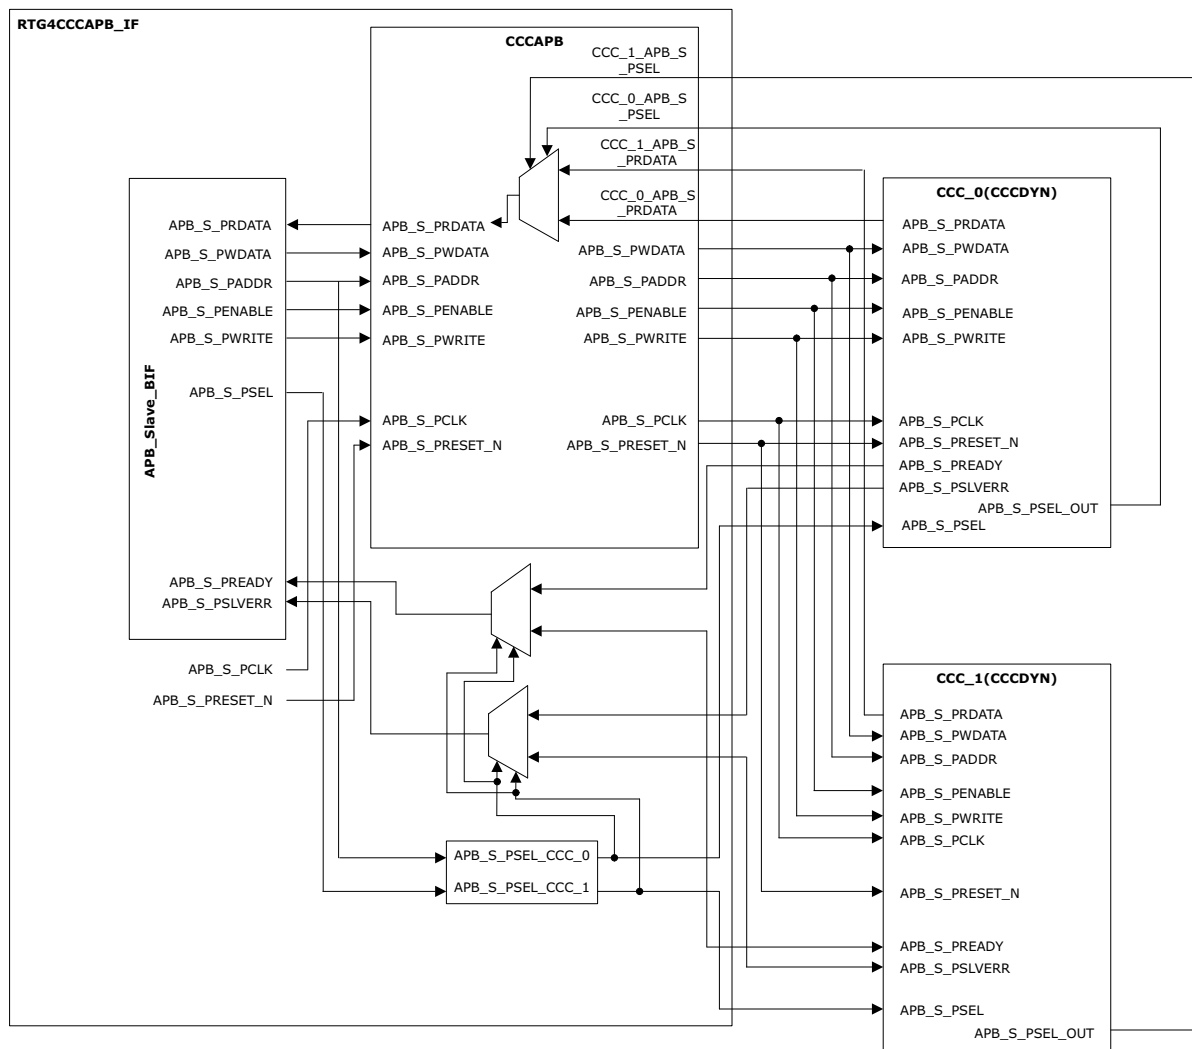 RTG4CCCAPB_IF
CCCAPB
CCC_1_APB_S
_PSEL
CCC_0_APB_S
_PSEL
CCC_1_APB_S
_PRDATA
CCC_0_APB_S
_PRDATA
APB_Slave_BIF
APB_S_PRDATA
APB_S_PWDATA
APB_S_PADDR
APB_S_PENABLE
APB_S_PWRITE
APB_S_PSEL
APB_S_PREADY
APB_S_PSLVERR
APB_S_PCLK
APB_S_PRESET_N
APB_S_PRDATA
APB_S_PWDATA
APB_S_PADDR
APB_S_PENABLE
APB_S_PWRITE
APB_S_PCLK
APB_S_PRESET_N
APB_S_PWDATA
APB_S_PADDR
APB_S_PENABLE
APB_S_PWRITE
APB_S_PCLK
APB_S_PRESET_N
CCC_0(CCCDYN)
APB_S_PRDATA
APB_S_PWDATA
APB_S_PADDR
APB_S_PENABLE
APB_S_PWRITE
APB_S_PCLK
APB_S_PRESET_N
APB_S_PREADY
APB_S_PSLVERR
APB_S_PSEL_OUT
APB_S_PSEL
APB_S_PSEL_CCC_0
APB_S_PSEL_CCC_1
CCC_1(CCCDYN)
APB_S_PRDATA
APB_S_PWDATA
APB_S_PADDR
APB_S_PENABLE
APB_S_PWRITE
APB_S_PCLK
APB_S_PRESET_N
APB_S_PREADY
APB_S_PSLVERR
APB_S_PSEL
APB_S_PSEL_OUT